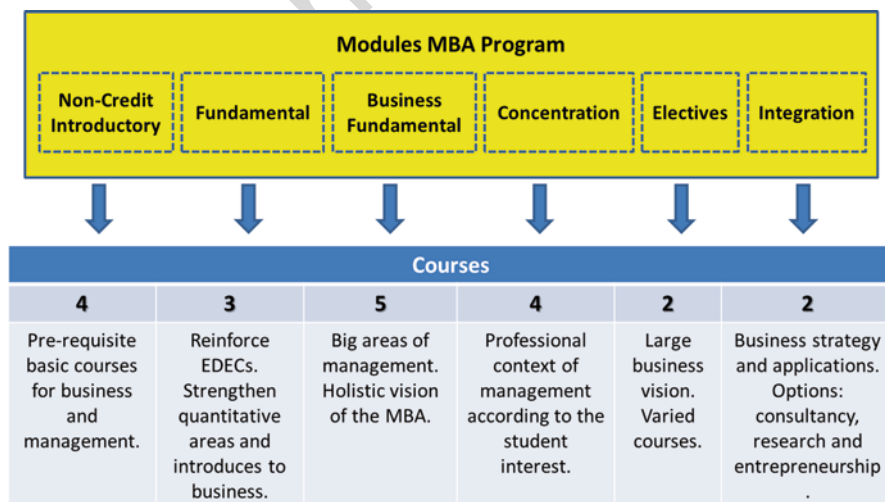 Modules MBA Program
Non-Credit
Introductory
Fundamental
Business
Fundamental
Concentration
Electives
Integration
Courses
4
3
5
4
2
2
Pre-requisite
basic courses
for business
and
management.
Reinforce
EDECs.
Strengthen
quantitative
areas and
introduces to
business.
Big areas of
management.
Holistic vision
of the MBA.
Professional
context of
management
according to the
student
interest.
Large
business
vision.
Varied
courses.
Business strategy
and applications.
Options:
consultancy,
research and
entrepreneurship
.